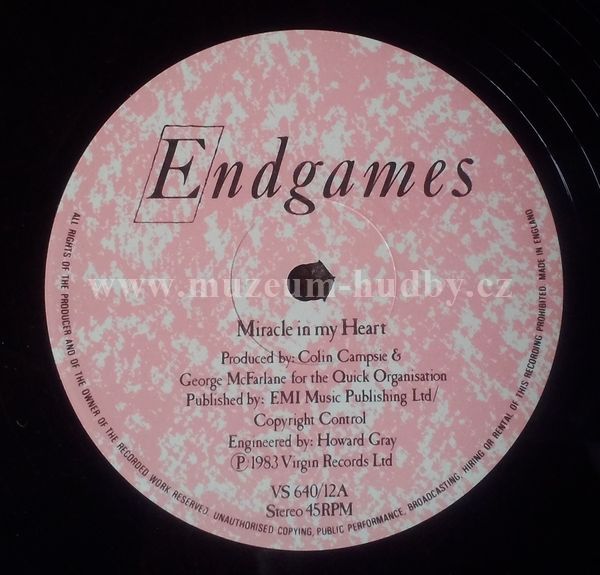 Endgames
www.muzeum-hudby.cz
Miracle in my Heart
Produced by: Colin Campsie &
George McFarlane for the Quick Organisation
Published by: EMI Music Publishing Ltd/
Copyright Control
Engineered by: Howard Gray
Ⓟ 1983 Virgin Records Ltd
VS 640/12A
Stereo 45RPM
ALL RIGHTS OF THE PRODUCER AND OF THE OWNER OF THE RECORDED WORK RESERVED. UNAUTHORISED COPYING, PUBLIC PERFORMANCE, BROADCASTING, HIRING OR RENTAL OF THIS RECORDING PROHIBITED. MADE IN ENGLAND